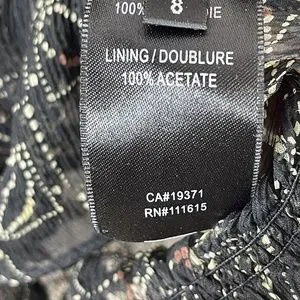 8
100%
LINING / DOUBLURE
100% ACETATE
CA#19371
RN#111615